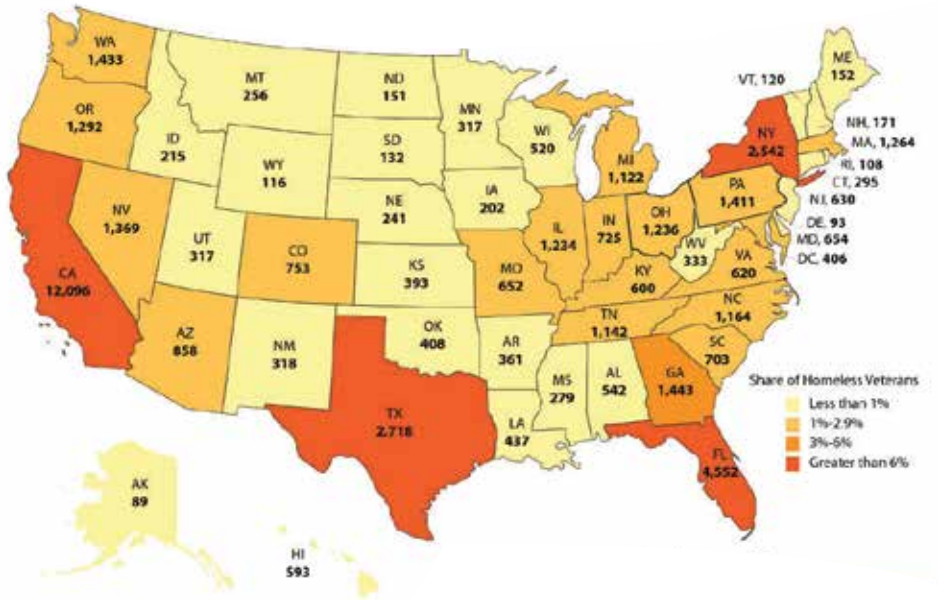 WA
1,433
OR
1,292
CA
12,096
NV
1,369
ID
215
MT
256
WY
116
UT
317
AZ
858
CO
753
NM
318
ND
151
SD
132
NE
241
KS
393
OK
408
TX
2,718
MN
317
IA
202
MO
652
AR
361
LA
437
WI
520
IL
1,234
MI
1,122
IN
725
OH
1,236
KY
600
TN
1,142
MS
279
AL
542
GA
1,443
FL
4,552
SC
703
NC
1,164
VA
620
WV
333
PA
1,411
NY
2,542
VT, 120
ME
152
NH, 171
MA, 1,264
RI, 108
CT, 295
NJ, 630
DE, 93
MD, 654
DC, 406
AK
89
HI
593
Share of Homeless Veterans
Less than 1%
1%-2.9%
3%-6%
Greater than 6%